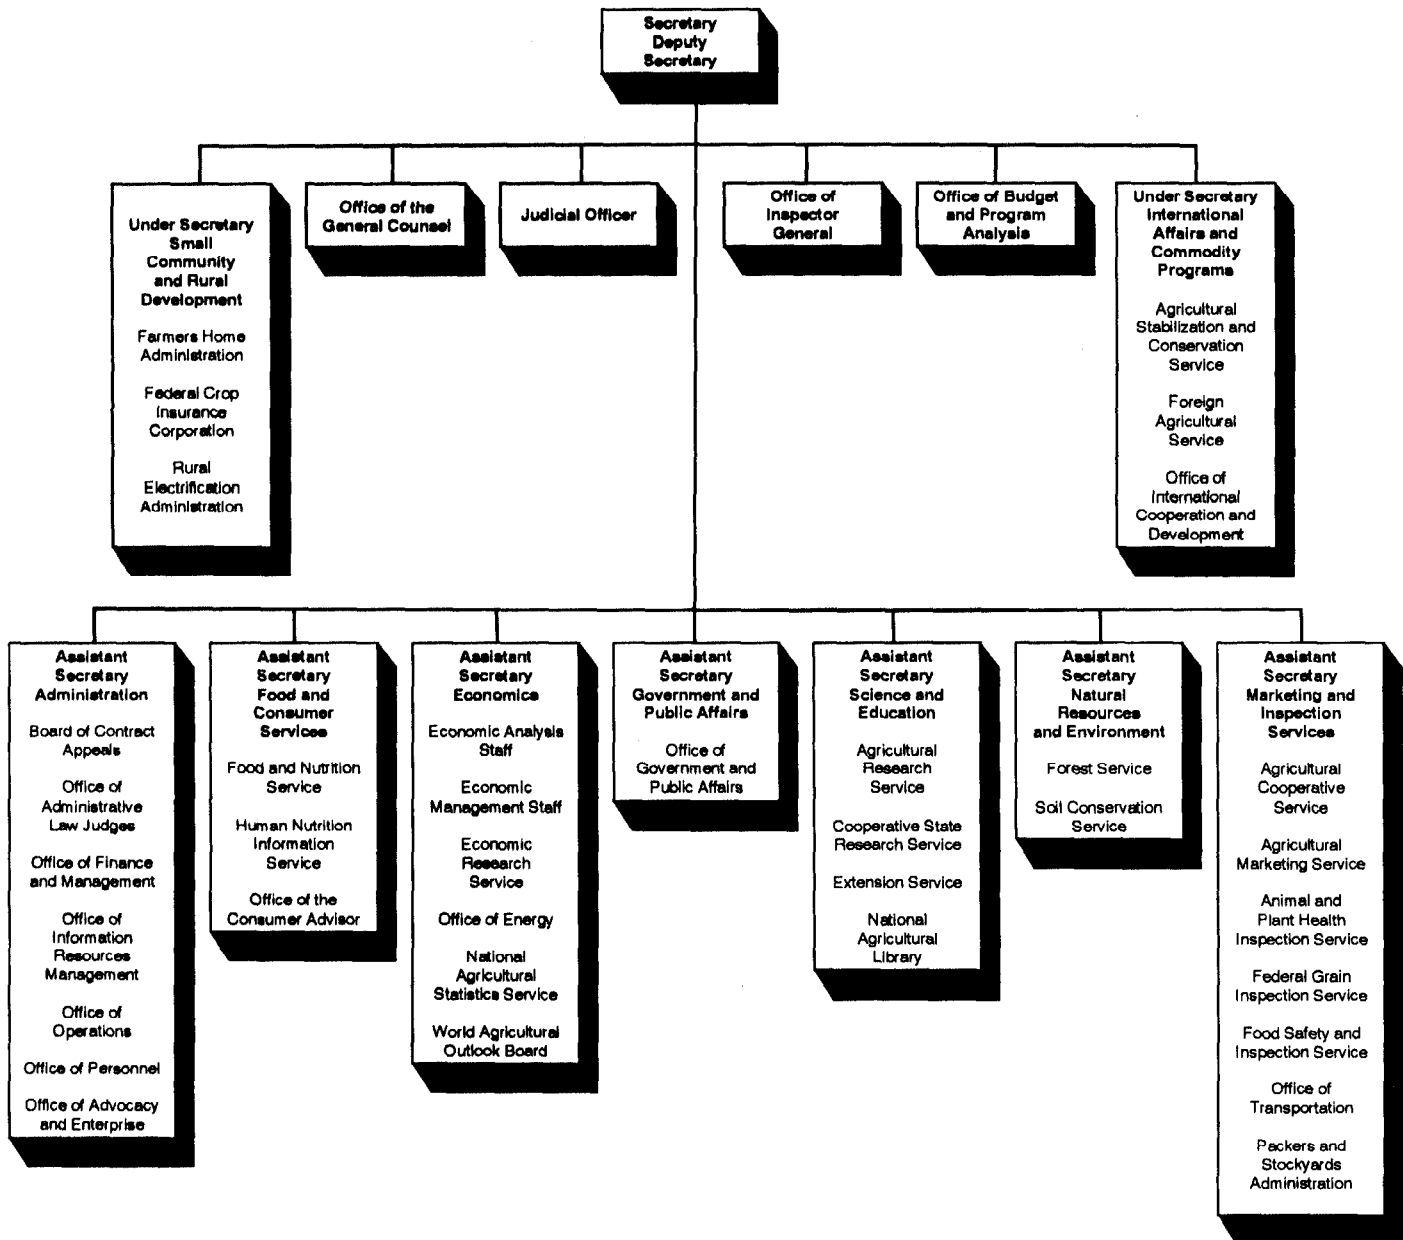 Secretary
Deputy
Secretary
Under Secretary
Small
Community
and Rural
Development
Farmers Home
Administration
Federal Crop
Insurance
Corporation
Rural
Electrification
Administration
Office of the
General Counsel
Judicial Officer
Office of
Inspector
General
Office of Budget
and Program
Analysis
Under Secretary
International
Affairs and
Commodity
Programs
Agricultural
Stabilization and
Conservation
Service
Foreign
Agricultural
Service
Office of
International
Cooperation and
Development
Assistant
Secretary
Administration
Board of Contract
Appeals
Office of
Administrative
Law Judges
Office of Finance
and Management
Office of
Information
Resources
Management
Office of
Operations
Office of Personnel
Office of Advocacy
and Enterprise
Assistant
Secretary
Food and
Consumer
Services
Food and Nutrition
Service
Human Nutrition
Information
Service
Office of the
Consumer Advisor
Assistant
Secretary
Economics
Economic Analysis
Staff
Economic
Management Staff
Economic
Research
Service
Office of Energy
National
Agricultural
Statistics Service
World Agricultural
Outlook Board
Assistant
Secretary
Government and
Public Affairs
Office of
Government and
Public Affairs
Assistant
Secretary
Science and
Education
Agricultural
Research
Service
Cooperative State
Research Service
Extension Service
National
Agricultural
Library
Assistant
Secretary
Natural
Resources
and Environment
Forest Service
Soil Conservation
Service
Assistant
Secretary
Marketing and
Inspection
Services
Agricultural
Cooperative
Service
Agricultural
Marketing Service
Animal and
Plant Health
Inspection Service
Federal Grain
Inspection Service
Food Safety and
Inspection Service
Office of
Transportation
Packers and
Stockyards
Administration